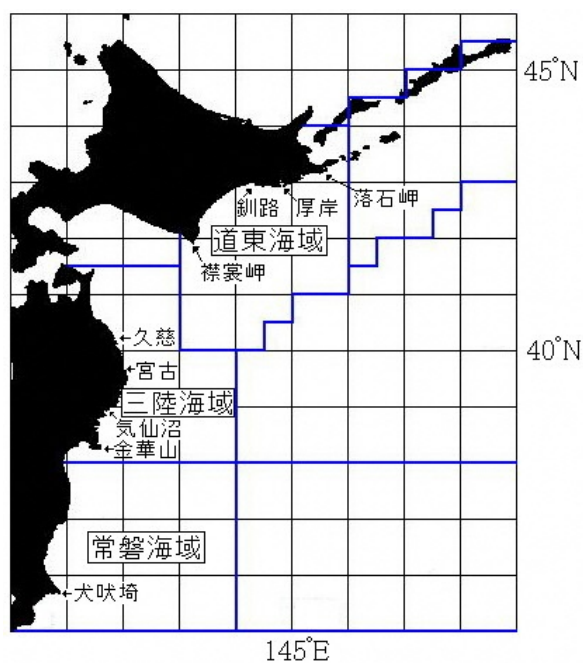 45°N
釧路
厚岸
落石岬
道東海域
襟裳岬
久慈
40°N
宮古
三陸海域
気仙沼
金華山
常磐海域
犬吠埼
145°E